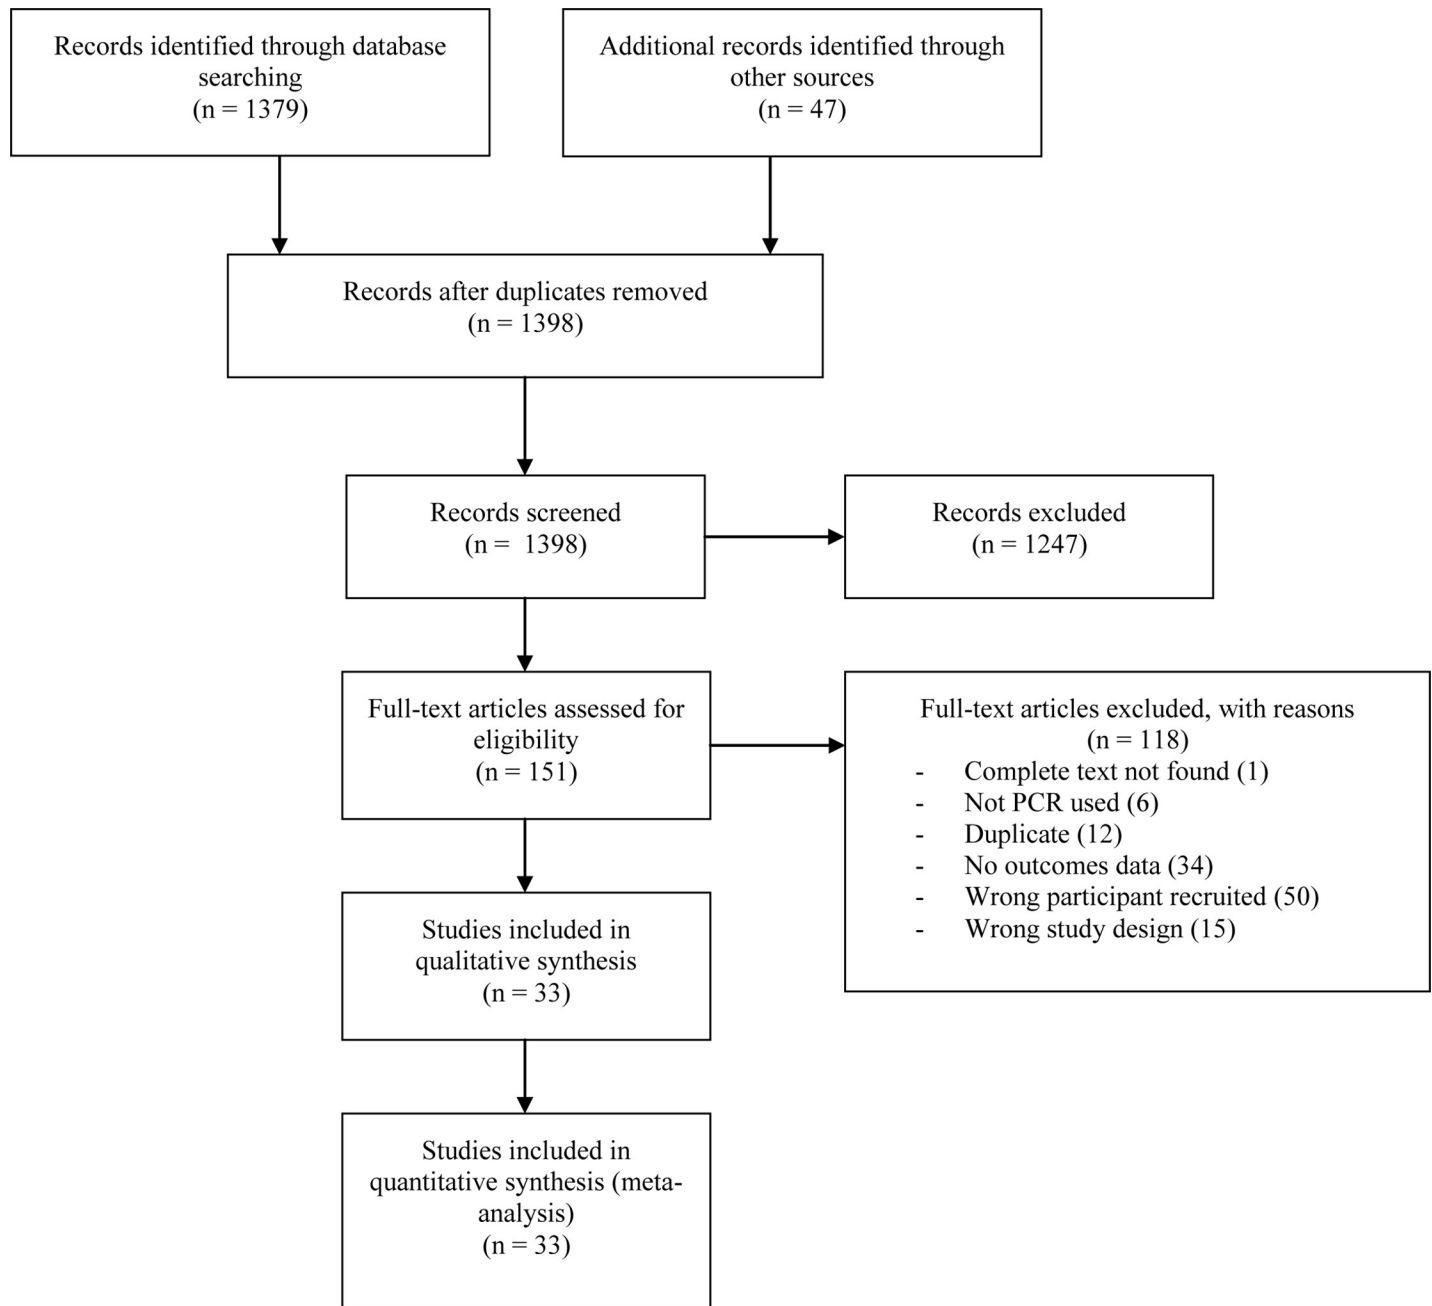 Records identified through database
searching
(n = 1379)
Additional records identified through
other sources
(n = 47)
Records after duplicates removed
(n = 1398)
Records screened
(n =  1398)
Records excluded
(n = 1247)
Full-text articles assessed for
eligibility
(n = 151)
Full-text articles excluded, with reasons
(n = 118)
- Complete text not found (1)
- Not PCR used (6)
- Duplicate (12)
- No outcomes data (34)
- Wrong participant recruited (50)
- Wrong study design (15)
Studies included in
qualitative synthesis
(n = 33)
Studies included in
quantitative synthesis (meta-
analysis)
(n = 33)